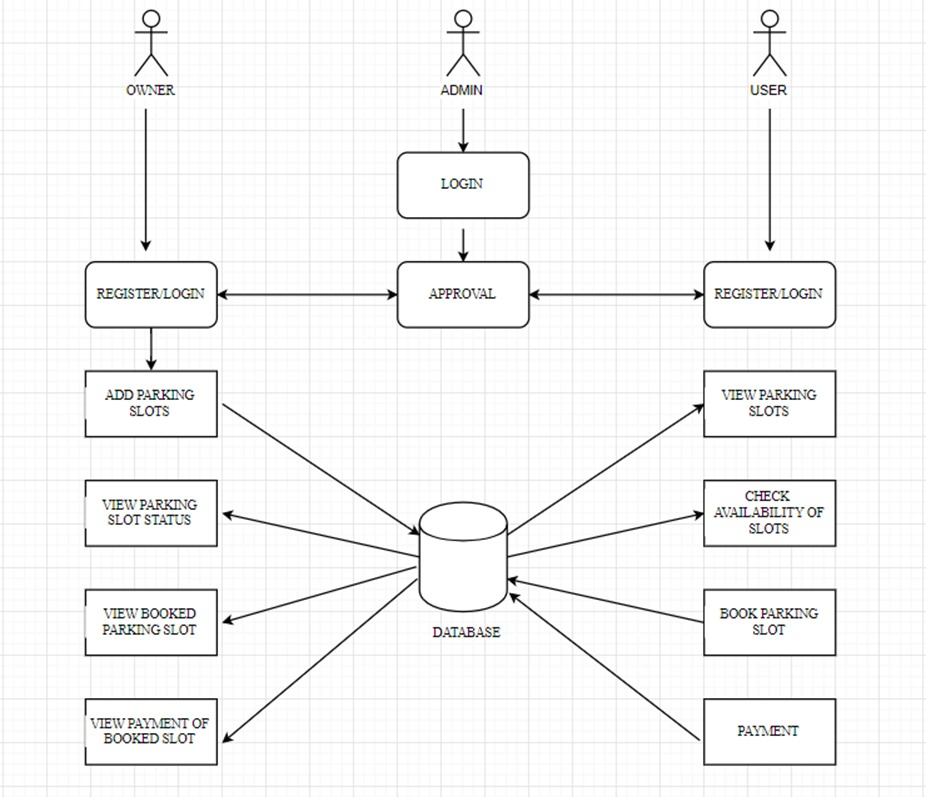 OWNER
ADMIN
USER
LOGIN
REGISTER/LOGIN
APPROVAL
REGISTER/LOGIN
ADD PARKING
SLOTS
VIEW PARKING
SLOTS
VIEW PARKING
SLOT STATUS
CHECK
AVAILABILITY OF
SLOTS
VIEW BOOKED
PARKING SLOT
BOOK PARKING
SLOT
DATABASE
VIEW PAYMENT OF
BOOKED SLOT
PAYMENT